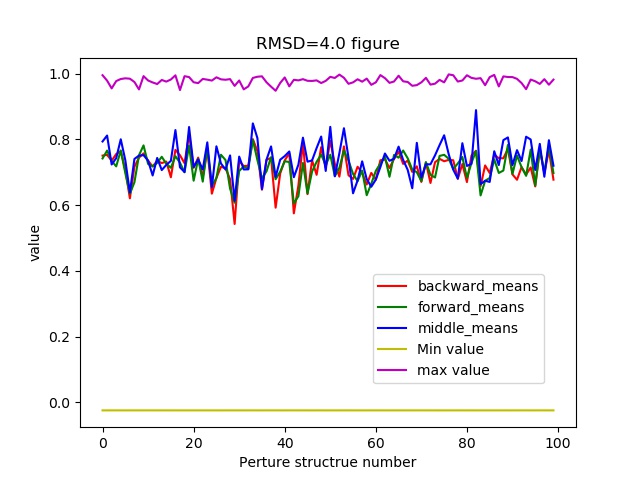 RMSD=4.0 figure
1.0
0.8
0.6
0.4
0.2
0.0
value
backward_means
forward_means
middle_means
Min value
max value
0
20
40
60
80
100
Perture structrue number